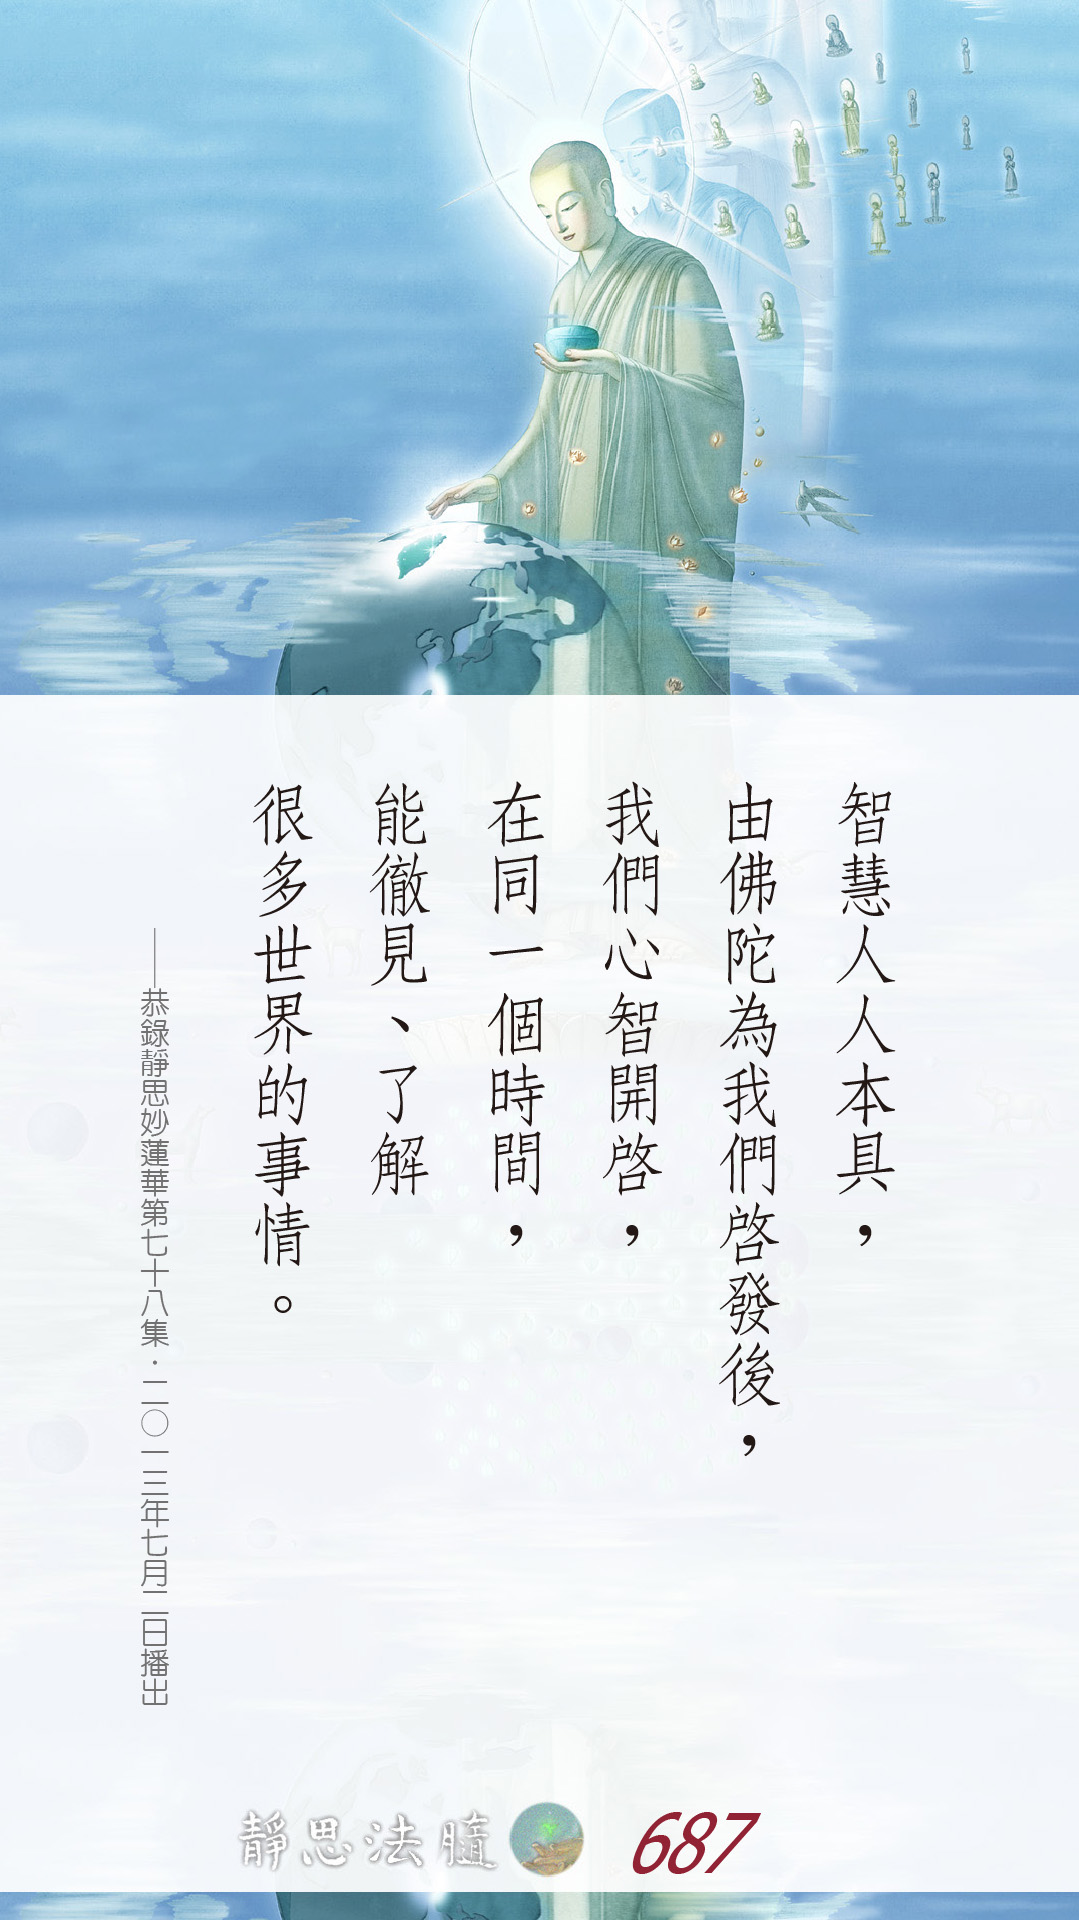 智慧人人本具，
由佛陀為我們啓發後，
我們心智開啓，
在同一個時間，
能徹見、了解
很多世界的事情。
——恭錄靜思妙蓮華第七十八集·二〇一三年七月二日播出
靜思法髓
687